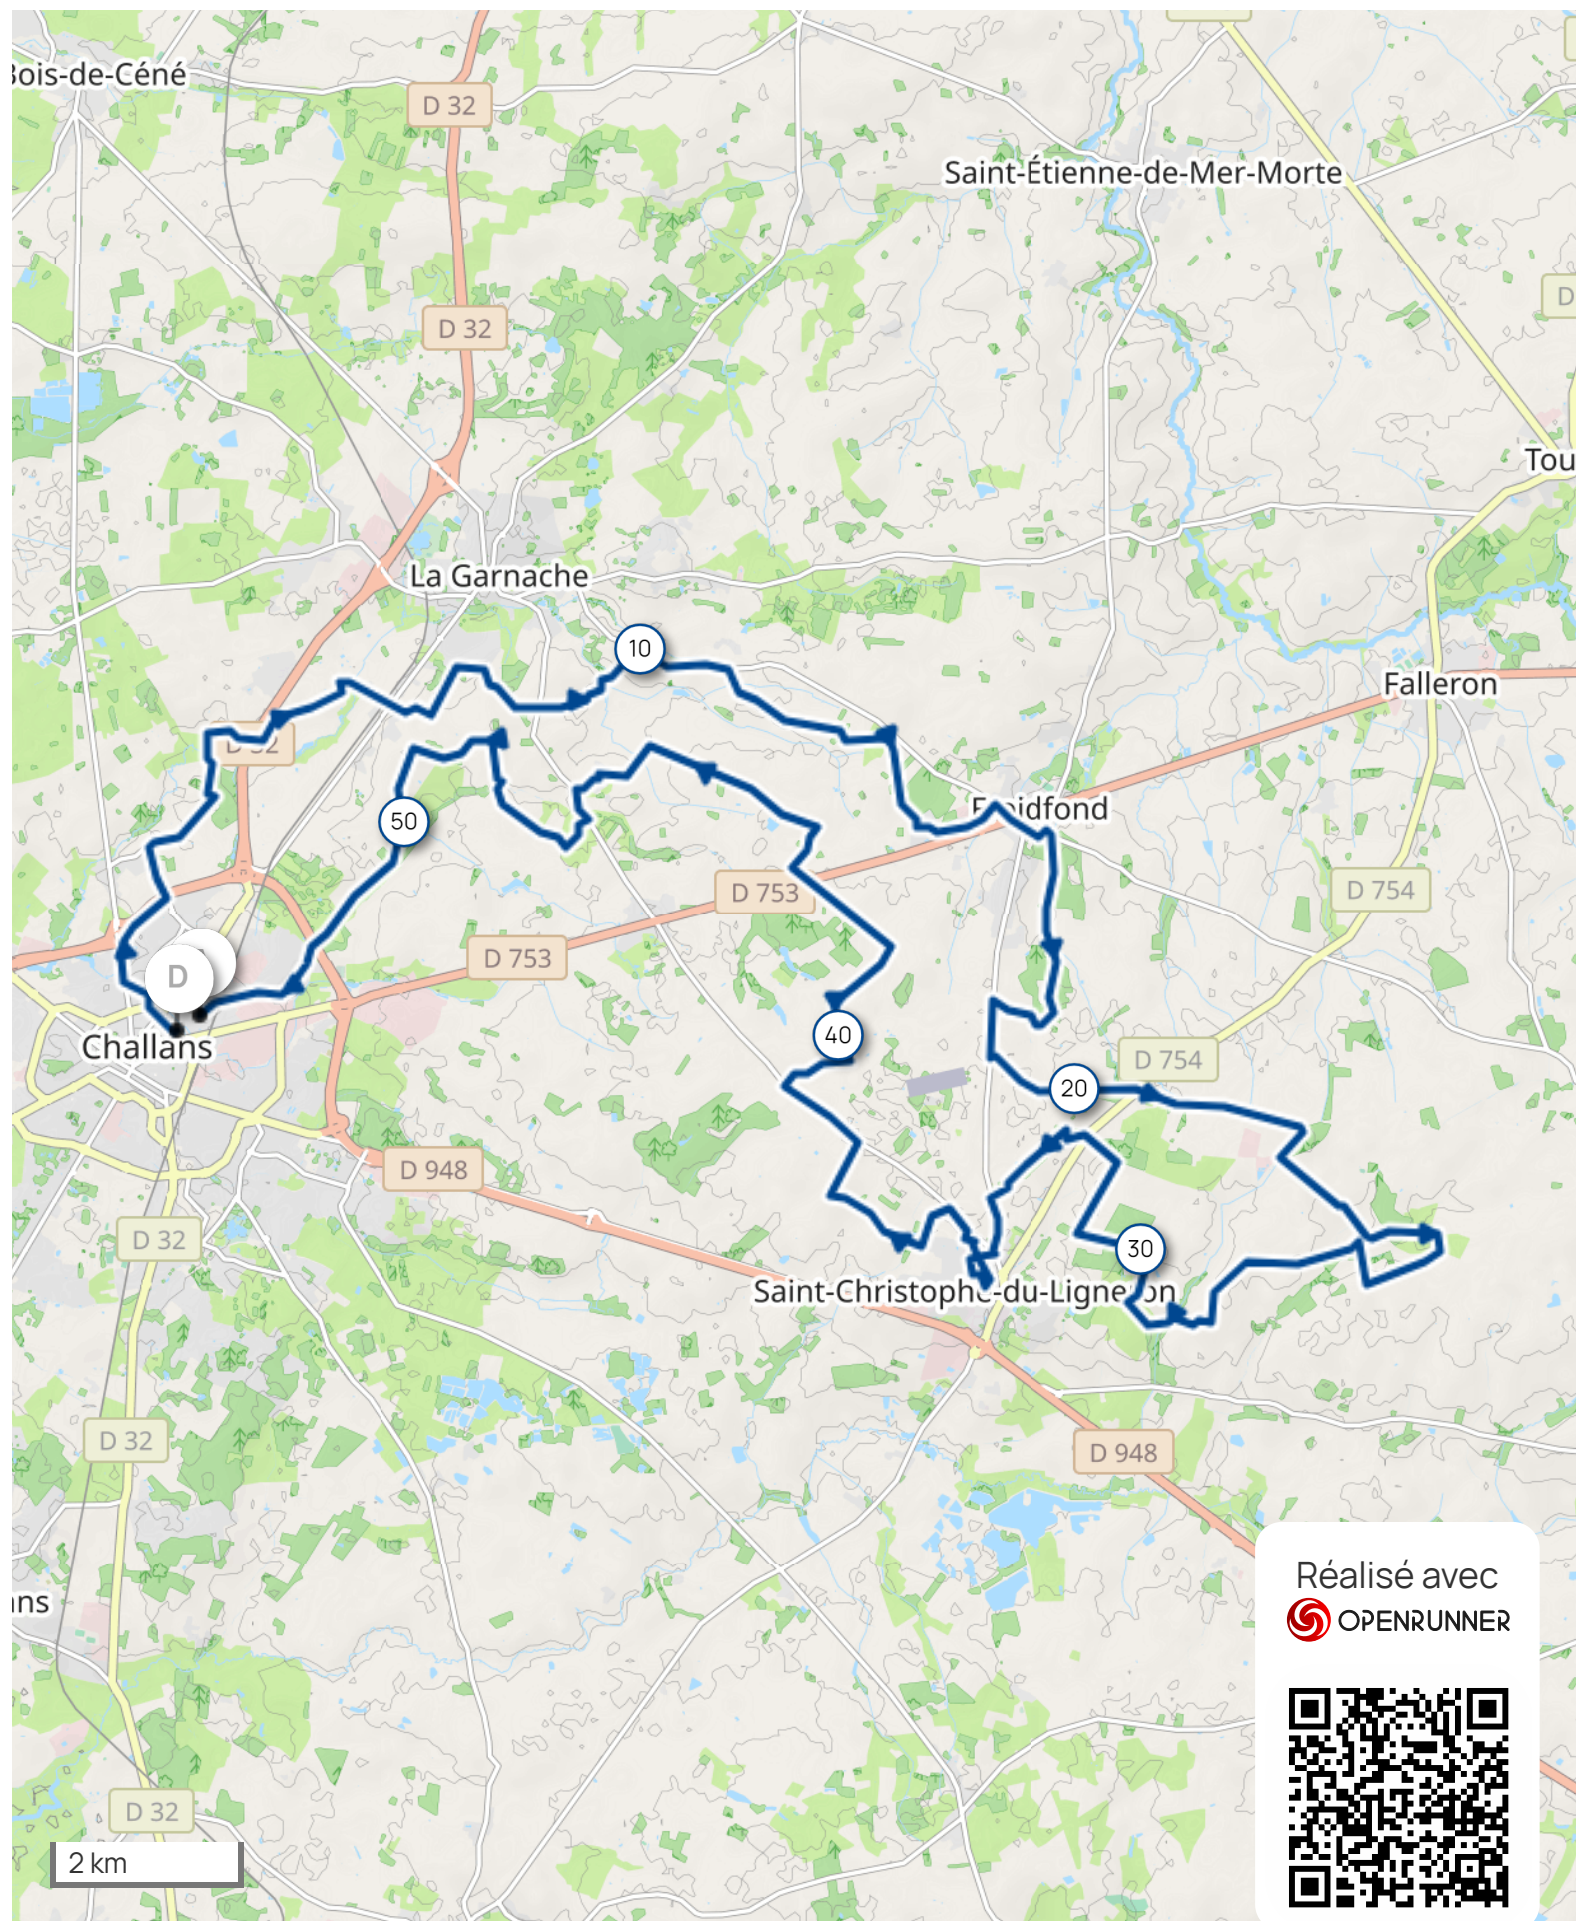 Bois-de-Céné
D 32
Saint-Étienne-de-Mer-Morte
D 32
La Garnache
10
Falleron
D 32
50
Froidfond
D 753
D 754
D 753
D
Challans
40
20
D 754
D 948
D 32
30
Saint-Christophe-du-Ligneron
D 32
D 948
Réalisé avec
OPENRUNNER
D 32
2 km